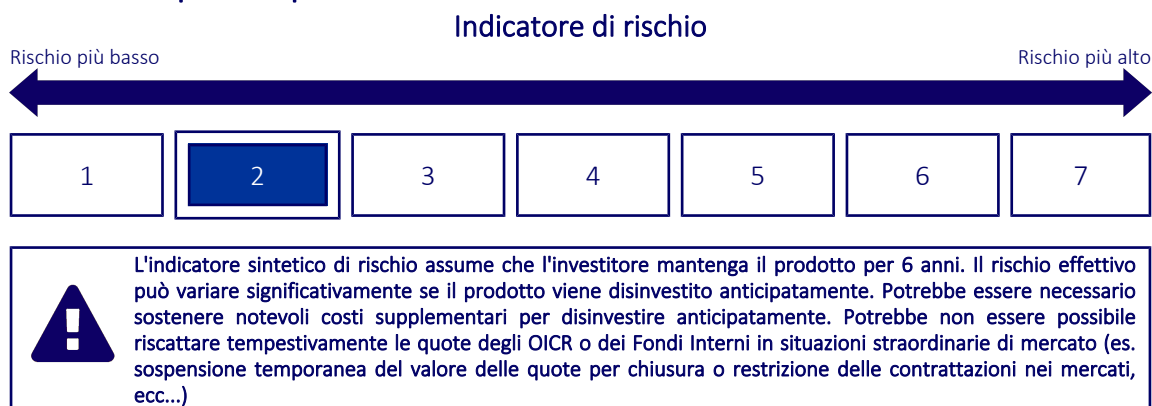 Indicatore di rischio
Rischio più basso
Rischio più alto
1 2 3 4 5 6 7
L'indicatore sintetico di rischio assume che l'investitore mantenga il prodotto per 6 anni. Il rischio effettivo
può variare significativamente se il prodotto viene disinvestito anticipatamente. Potrebbe essere necessario
sostenere notevoli costi supplementari per disinvestire anticipatamente. Potrebbe non essere possibile
riscattare tempestivamente le quote degli OICR o dei Fondi Interni in situazioni straordinarie di mercato (es.
sospensione temporanea del valore delle quote per chiusura o restrizione delle contrattazioni nei mercati,
ecc...)